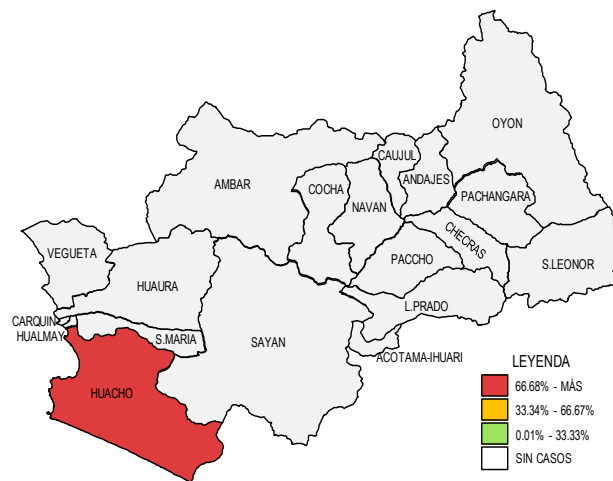 OYON
CAUJUL
ANDAJES
AMBAR
COCHA
NAVAN
PACHANGARA
CHECRAS
VEGUETA
PACCHO
S.LEONOR
HUAURA
L.PRADO
CARQUIN
HUALMAY
S.MARIA
SAYAN
ACOTAMA-IHUARI
HUACHO
LEYENDA
66.68% - MÁS
33.34% - 66.67%
0.01% - 33.33%
SIN CASOS